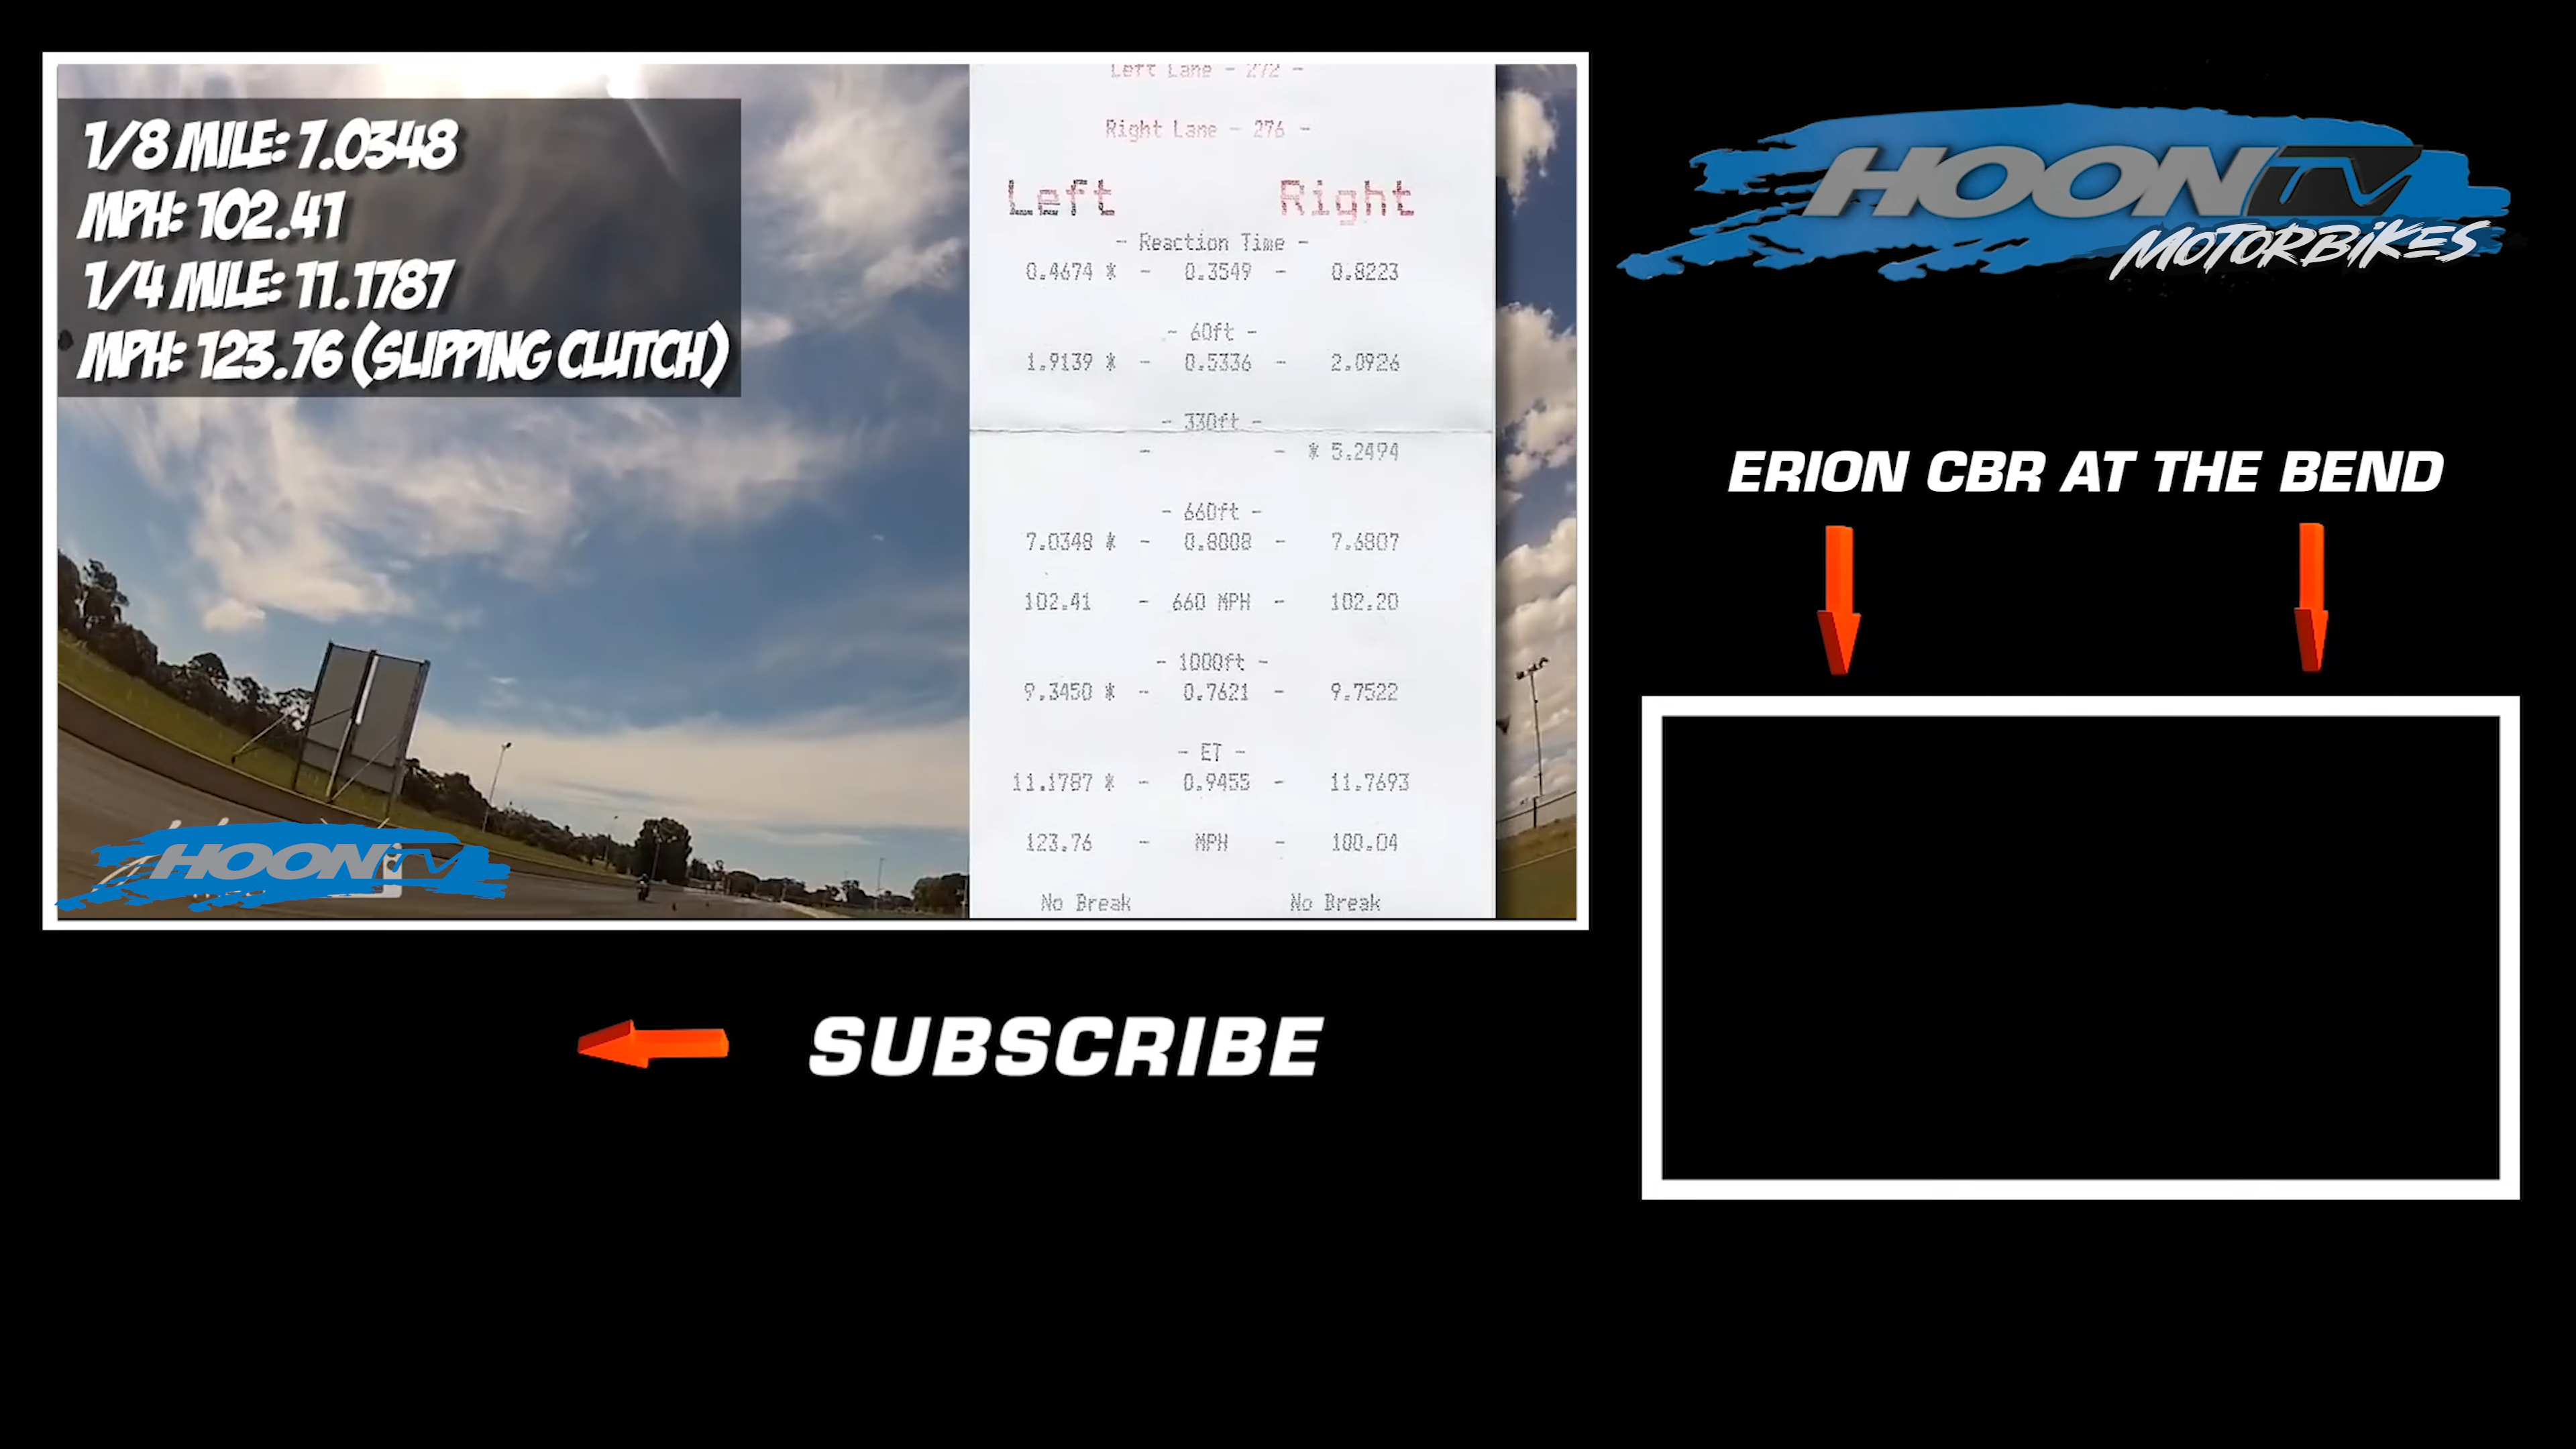 1/8 MILE: 7.0348
MPH: 102.41
1/4 MILE: 11.1787
MPH: 123.76 (SLIPPING CLUTCH)
Left Lane - 272 -
Right Lane - 276 -
Left Right
- Reaction Time -
0.4674 * - 0.3549 - 0.8223
- 60ft -
1.9139 * - 0.5336 - 2.0926
- 330ft -
- - * 5.2494
- 660ft -
7.0348 * - 0.8008 - 7.6807
102.41 - 660 MPH - 102.20
- 1000ft -
9.3450 * - 0.7621 - 9.7522
- ET -
11.1787 * - 0.9455 - 11.7693
123.76 - MPH - 100.04
No Break No Break
HOONTV
HOONTV
MOTORBIKES
ERION CBR AT THE BEND
SUBSCRIBE